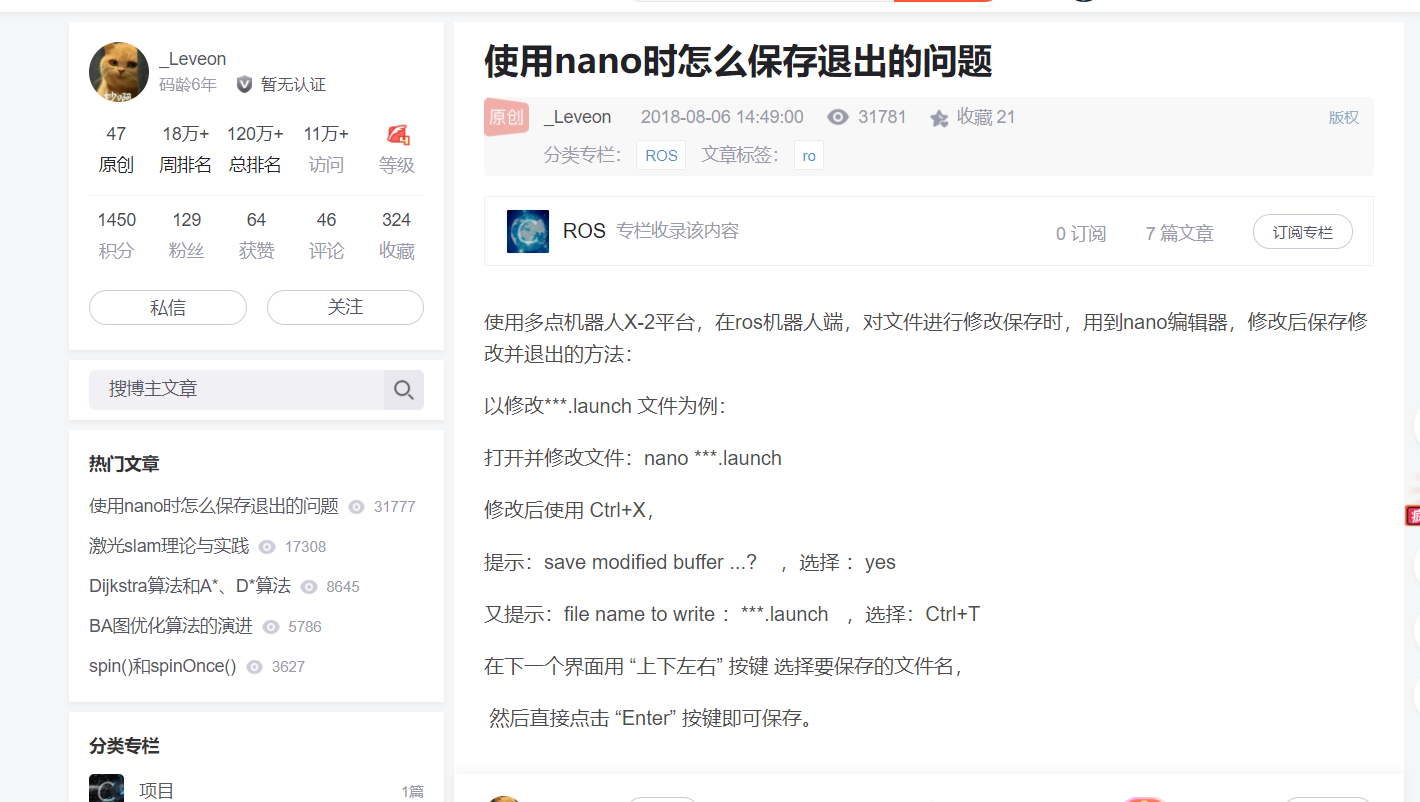 _Leveon
码龄6年 暂无认证
47 18万+ 120万+ 11万+
原创 周排名 总排名 访问 等级
1450 129 64 46 324
积分 粉丝 获赞 评论 收藏
私信 关注
搜博主文章
热门文章
使用nano时怎么保存退出的问题 31777
激光slam理论与实践 17308
Dijkstra算法和A*、D*算法 8645
BA图优化算法的演进 5786
spin()和spinOnce() 3627
分类专栏
项目 1篇
使用nano时怎么保存退出的问题
原创 _Leveon 2018-08-06 14:49:00 31781 收藏 21 版权
分类专栏: ROS 文章标签: ro
ROS 专栏收录该内容 0 订阅 7 篇文章 订阅专栏
使用多点机器人X-2平台，在ros机器人端，对文件进行修改保存时，用到nano编辑器，修改后保存修
改并退出的方法：
以修改***.launch 文件为例：
打开并修改文件：nano ***.launch
修改后使用 Ctrl+X，
提示：save modified buffer ...? ，选择 ：yes
又提示：file name to write ：***.launch ，选择：Ctrl+T
在下一个界面用 “上下左右” 按键 选择要保存的文件名，
然后直接点击 “Enter” 按键即可保存。